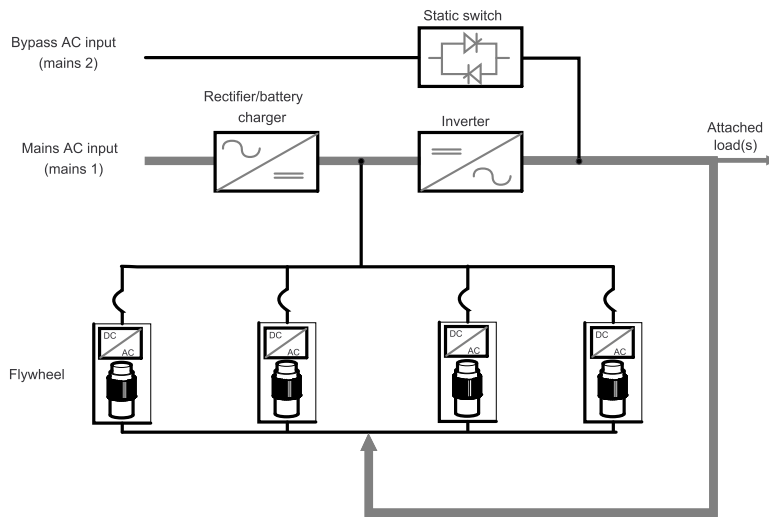 Static switch
Bypass AC input
(mains 2)
Rectifier/battery
charger
Inverter
Attached
load(s)
Mains AC input
(mains 1)
DC
AC
DC
AC
DC
AC
DC
AC
Flywheel